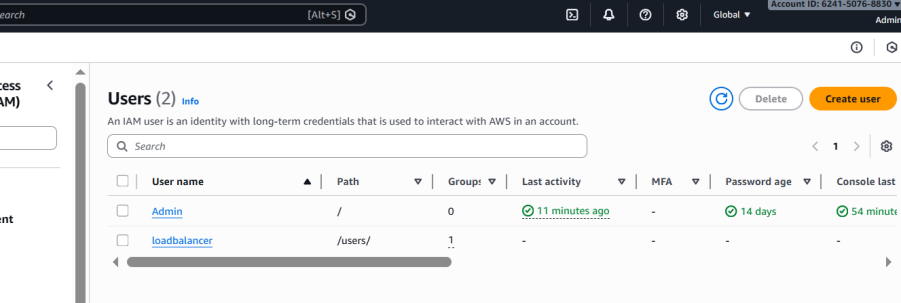 earch [Alt+S] Global Account ID: 6241-5076-8830
Admin
cess
AM)
ent
Users (2) Info Delete Create user
An IAM user is an identity with long-term credentials that is used to interact with AWS in an account.
Search 1
User name Path Groups Last activity MFA Password age Console last
Admin / 0 11 minutes ago - 14 days 54 minute
loadbalancer /users/ 1 - - - -